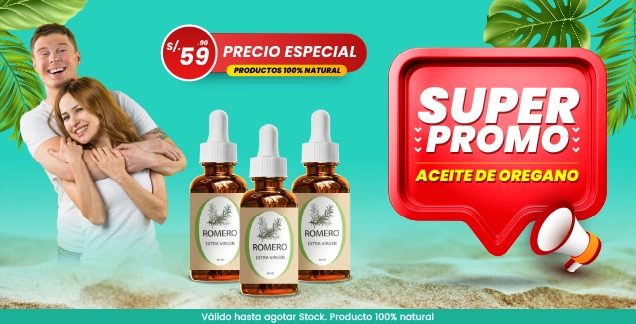 S/. 59.90
PRECIO ESPECIAL
PRODUCTOS 100% NATURAL
SUPER
PROMO
ACEITE DE OREGANO
ROMERO
EXTRA VIRGEN
ROMERO
EXTRA VIRGEN
ROMERO
EXTRA VIRGEN
Válido hasta agotar Stock. Producto 100% natural